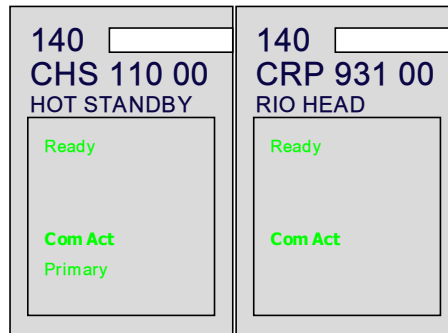 140
CHS 110 00
HOT STANDBY
Ready
Com Act
Primary
140
CRP 931 00
RIO HEAD
Ready
Com Act